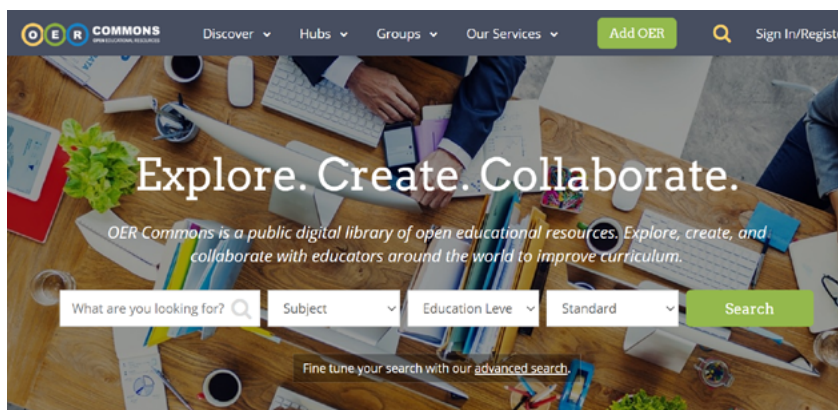 OER COMMONS
OPEN EDUCATIONAL RESOURCES
Discover Hubs Groups Our Services Add OER Sign In/Registe
Explore. Create. Collaborate.
OER Commons is a public digital library of open educational resources. Explore, create, and
collaborate with educators around the world to improve curriculum.
What are you looking for? Subject Education Leve Standard Search
Fine tune your search with our advanced search.